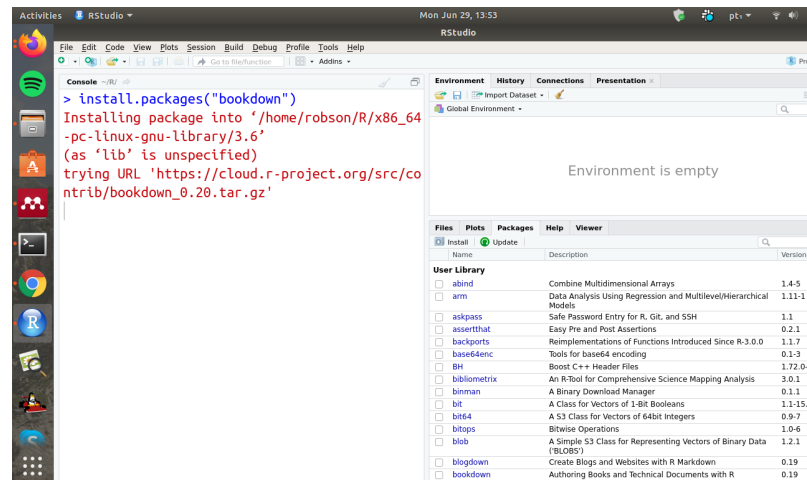 Activities RStudio Mon Jun 29, 13:53 pt₁
RStudio
File Edit Code View Plots Session Build Debug Profile Tools Help
Go to file/function Addins
Console ~/R/
> install.packages("bookdown")
Installing package into ‘/home/robson/R/x86_64
-pc-linux-gnu-library/3.6’
(as ‘lib’ is unspecified)
trying URL 'https://cloud.r-project.org/src/co
ntrib/bookdown_0.20.tar.gz'
Environment History Connections Presentation
Import Dataset
Global Environment
Environment is empty
Files Plots Packages Help Viewer
Install Update
Name Description Version
User Library
abind Combine Multidimensional Arrays 1.4-5
arm Data Analysis Using Regression and Multilevel/Hierarchical 1.11-1
Models
askpass Safe Password Entry for R, Git, and SSH 1.1
assertthat Easy Pre and Post Assertions 0.2.1
backports Reimplementations of Functions Introduced Since R-3.0.0 1.1.7
base64enc Tools for base64 encoding 0.1-3
BH Boost C++ Header Files 1.72.0-
bibliometrix An R-Tool for Comprehensive Science Mapping Analysis 3.0.1
binman A Binary Download Manager 0.1.1
bit A Class for Vectors of 1-Bit Booleans 1.1-15.
bit64 A S3 Class for Vectors of 64bit Integers 0.9-7
bitops Bitwise Operations 1.0-6
blob A Simple S3 Class for Representing Vectors of Binary Data 1.2.1
('BLOBS')
blogdown Create Blogs and Websites with R Markdown 0.19
bookdown Authoring Books and Technical Documents with R 0.19